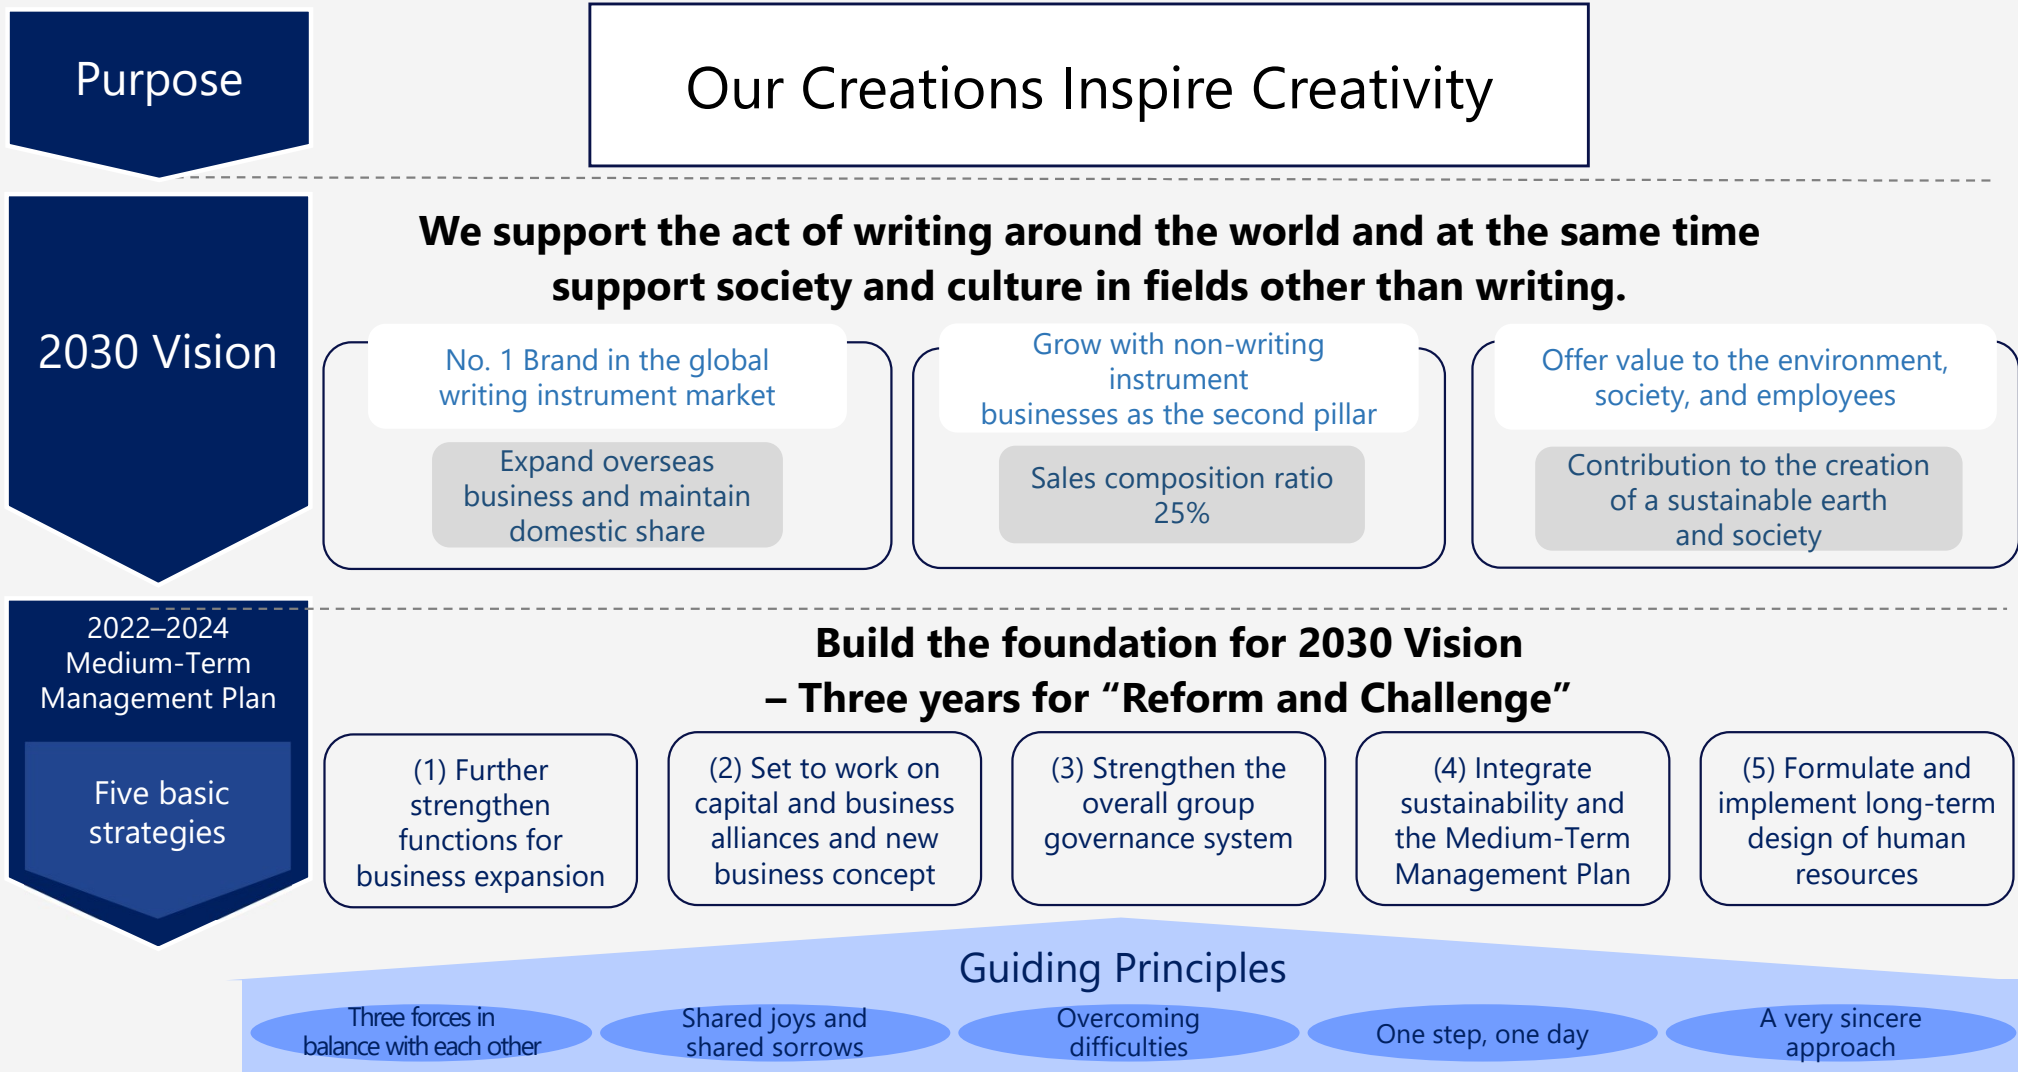 Purpose
Our Creations Inspire Creativity
2030 Vision
We support the act of writing around the world and at the same time
support society and culture in fields other than writing.
No. 1 Brand in the global
writing instrument market
Expand overseas
business and maintain
domestic share
Grow with non-writing
instrument
businesses as the second pillar
Sales composition ratio
25%
Offer value to the environment,
society, and employees
Contribution to the creation
of a sustainable earth
and society
2022–2024
Medium-Term
Management Plan
Five basic
strategies
Build the foundation for 2030 Vision
– Three years for “Reform and Challenge”
(1) Further
strengthen
functions for
business expansion
(2) Set to work on
capital and business
alliances and new
business concept
(3) Strengthen the
overall group
governance system
(4) Integrate
sustainability and
the Medium-Term
Management Plan
(5) Formulate and
implement long-term
design of human
resources
Guiding Principles
Three forces in
balance with each other
Shared joys and
shared sorrows
Overcoming
difficulties
One step, one day
A very sincere
approach